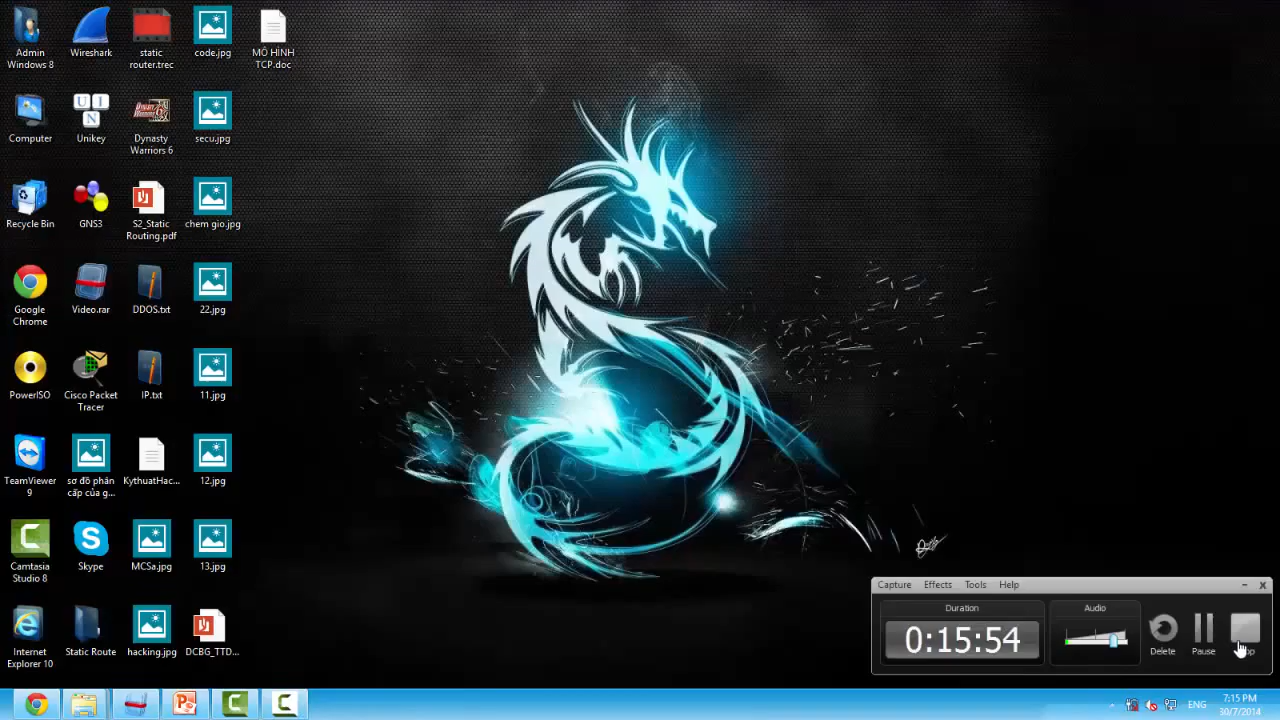 Admin
Windows 8
Wireshark
static
router.trec
code.jpg
MÔ HÌNH
TCP.doc
Computer
UJN
Unikey
Dynasty
Warriors 6
secu.jpg
Recycle Bin
GNS3
S2_Static
Routing.pdf
chem gio.jpg
Google
Chrome
Video.rar
DDOS.txt
22.jpg
PowerISO
Cisco Packet
Tracer
IP.txt
11.jpg
TeamViewer
9
sơ đồ phân
cấp của g...
KythuatHac...
12.jpg
Camtasia
Studio 8
Skype
MCSa.jpg
13.jpg
Internet
Explorer 10
Static Route
hacking.jpg
DCBG_TTD...
Capture Effects Tools Help
Duration
0:15:54
Audio
Delete
Pause
ENG
7:15 PM
30/7/2014